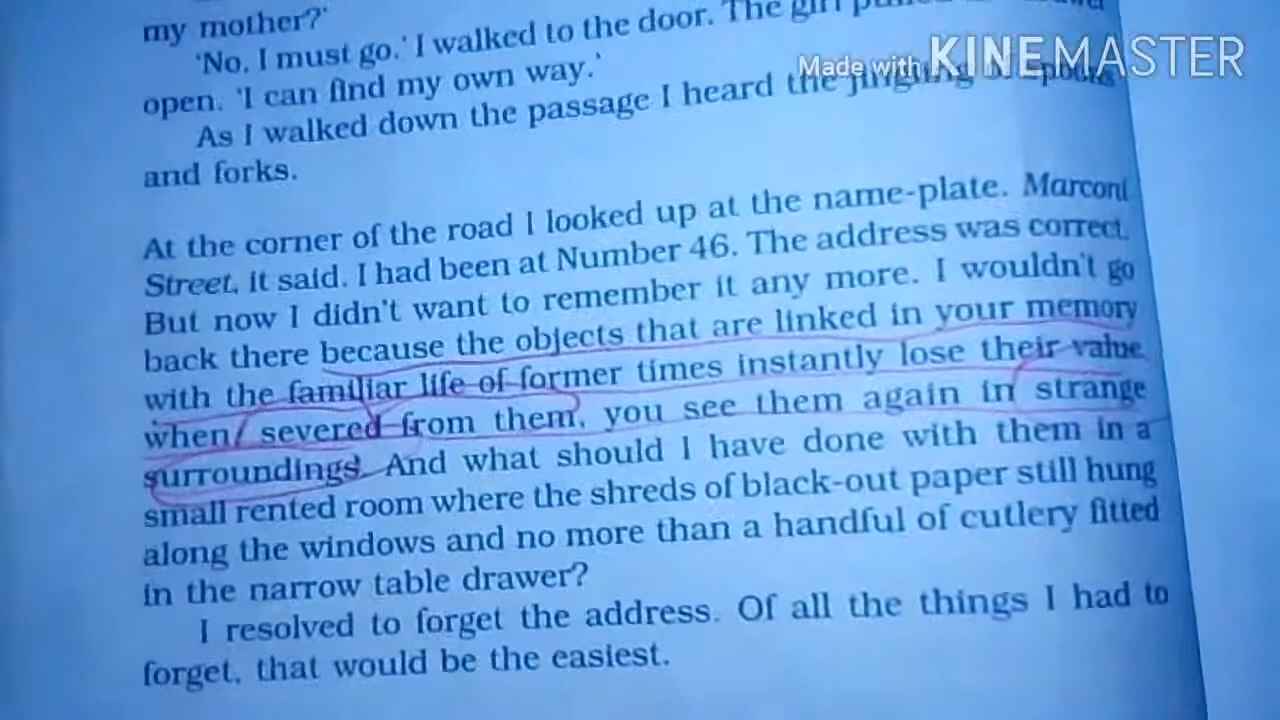 my mother?'
'No, I must go.' I walked to the door. The girl
open. 'I can find my own way.'
As I walked down the passage I heard the jingling spoons
and forks.
At the corner of the road I looked up at the name-plate. Marconi
Street, it said. I had been at Number 46. The address was correct.
But now I didn't want to remember it any more. I wouldn't go
back there because the objects that are linked in your memory
with the familiar life of former times instantly lose their value
when, severed from them, you see them again in strange
surroundings. And what should I have done with them in a
small rented room where the shreds of black-out paper still hung
along the windows and no more than a handful of cutlery fitted
in the narrow table drawer?
I resolved to forget the address. Of all the things I had to
forget, that would be the easiest.
Made with KINEMASTER